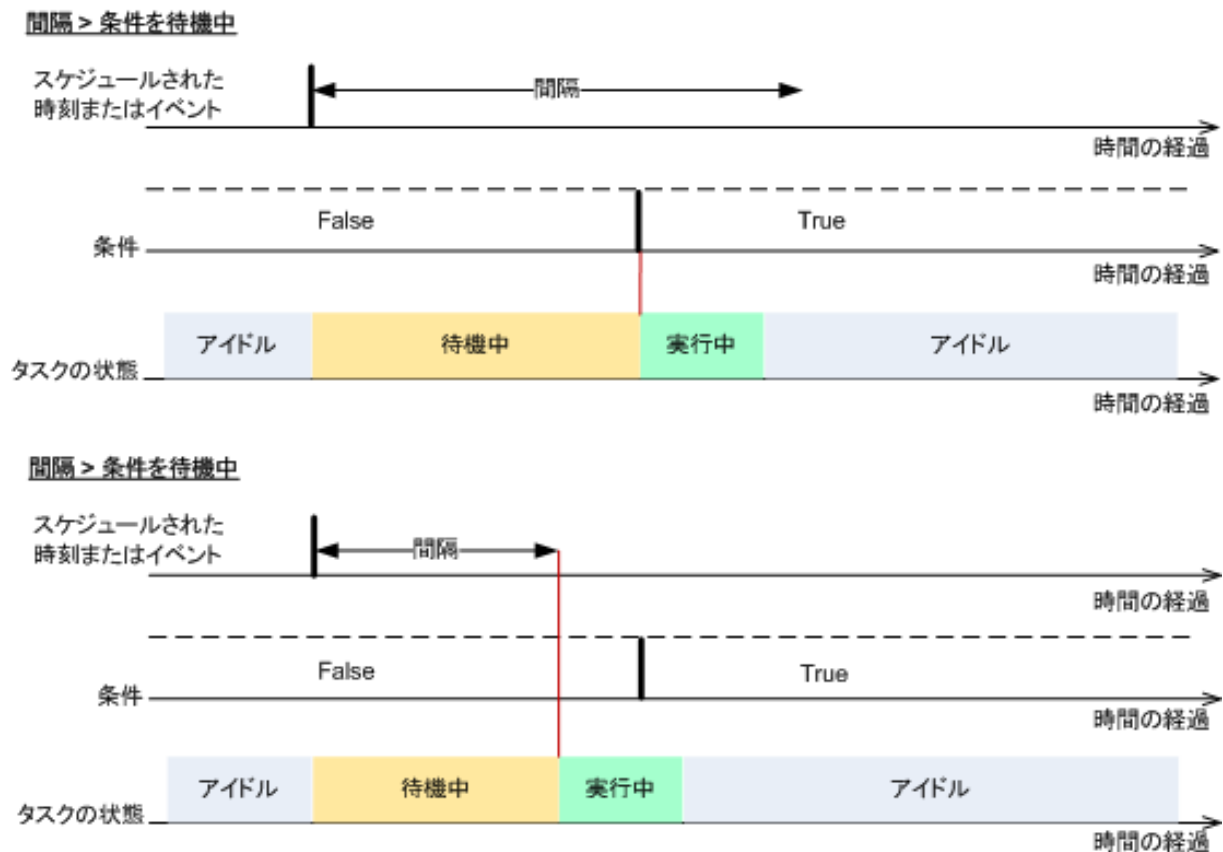 間隔 > 条件を待機中
スケジュールされた
時刻またはイベント
間隔
時間の経過
False
True
条件
時間の経過
アイドル
待機中
実行中
アイドル
タスクの状態
時間の経過
間隔 > 条件を待機中
スケジュールされた
時刻またはイベント
間隔
時間の経過
False
True
条件
時間の経過
アイドル
待機中
実行中
アイドル
タスクの状態
時間の経過